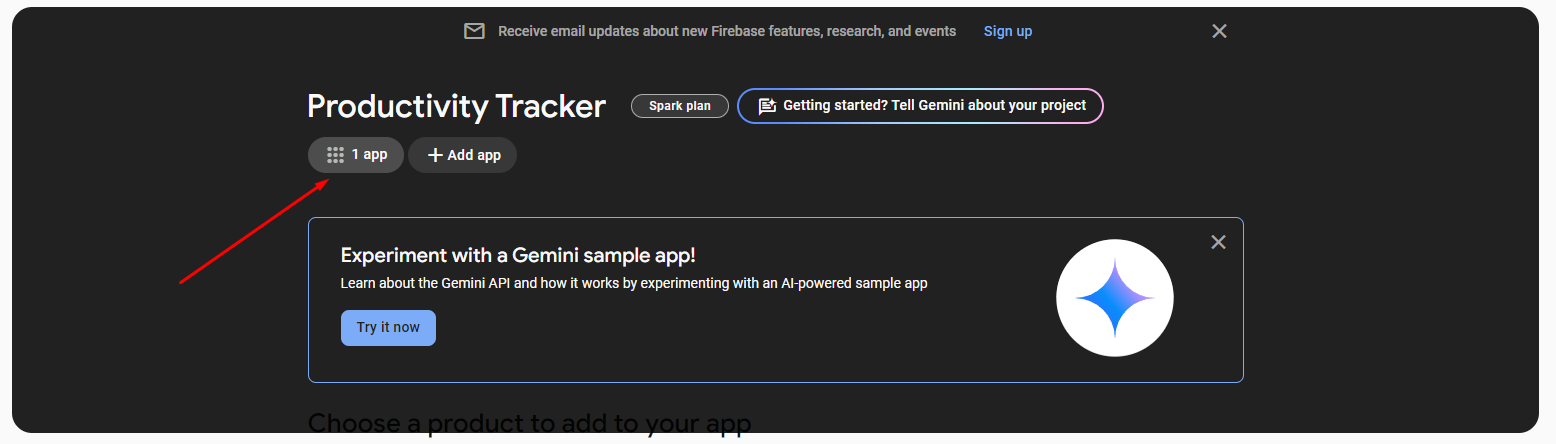 Receive email updates about new Firebase features, research, and events Sign up
Productivity Tracker Spark plan Getting started? Tell Gemini about your project
1 app Add app
Experiment with a Gemini sample app!
Learn about the Gemini API and how it works by experimenting with an AI-powered sample app
Try it now
Choose a product to add to your app